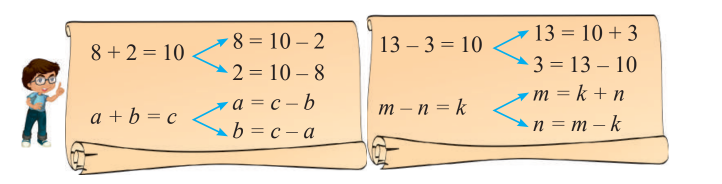 8 + 2 = 10
8 = 10 – 2
2 = 10 – 8
a + b = c
a = c – b
b = c – a
13 – 3 = 10
13 = 10 + 3
3 = 13 – 10
m – n = k
m = k + n
n = m – k